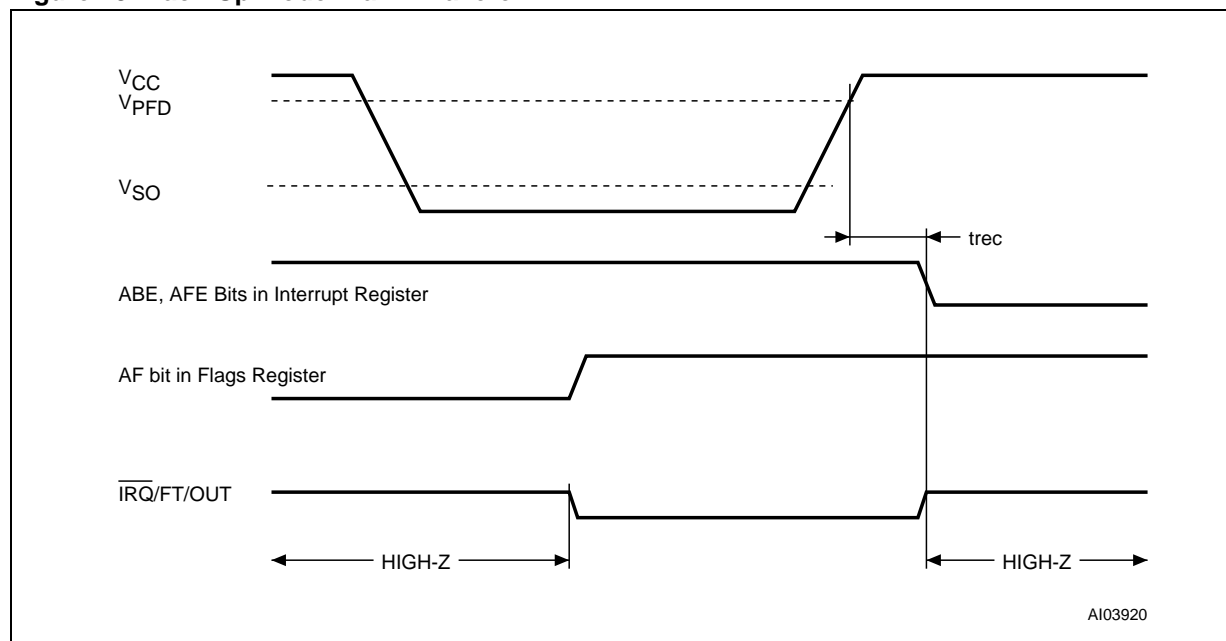 VCC
VPFD
VSO
trec
ABE, AFE Bits in Interrupt Register
AF bit in Flags Register
IRQ/FT/OUT
HIGH-Z
HIGH-Z
AI03920